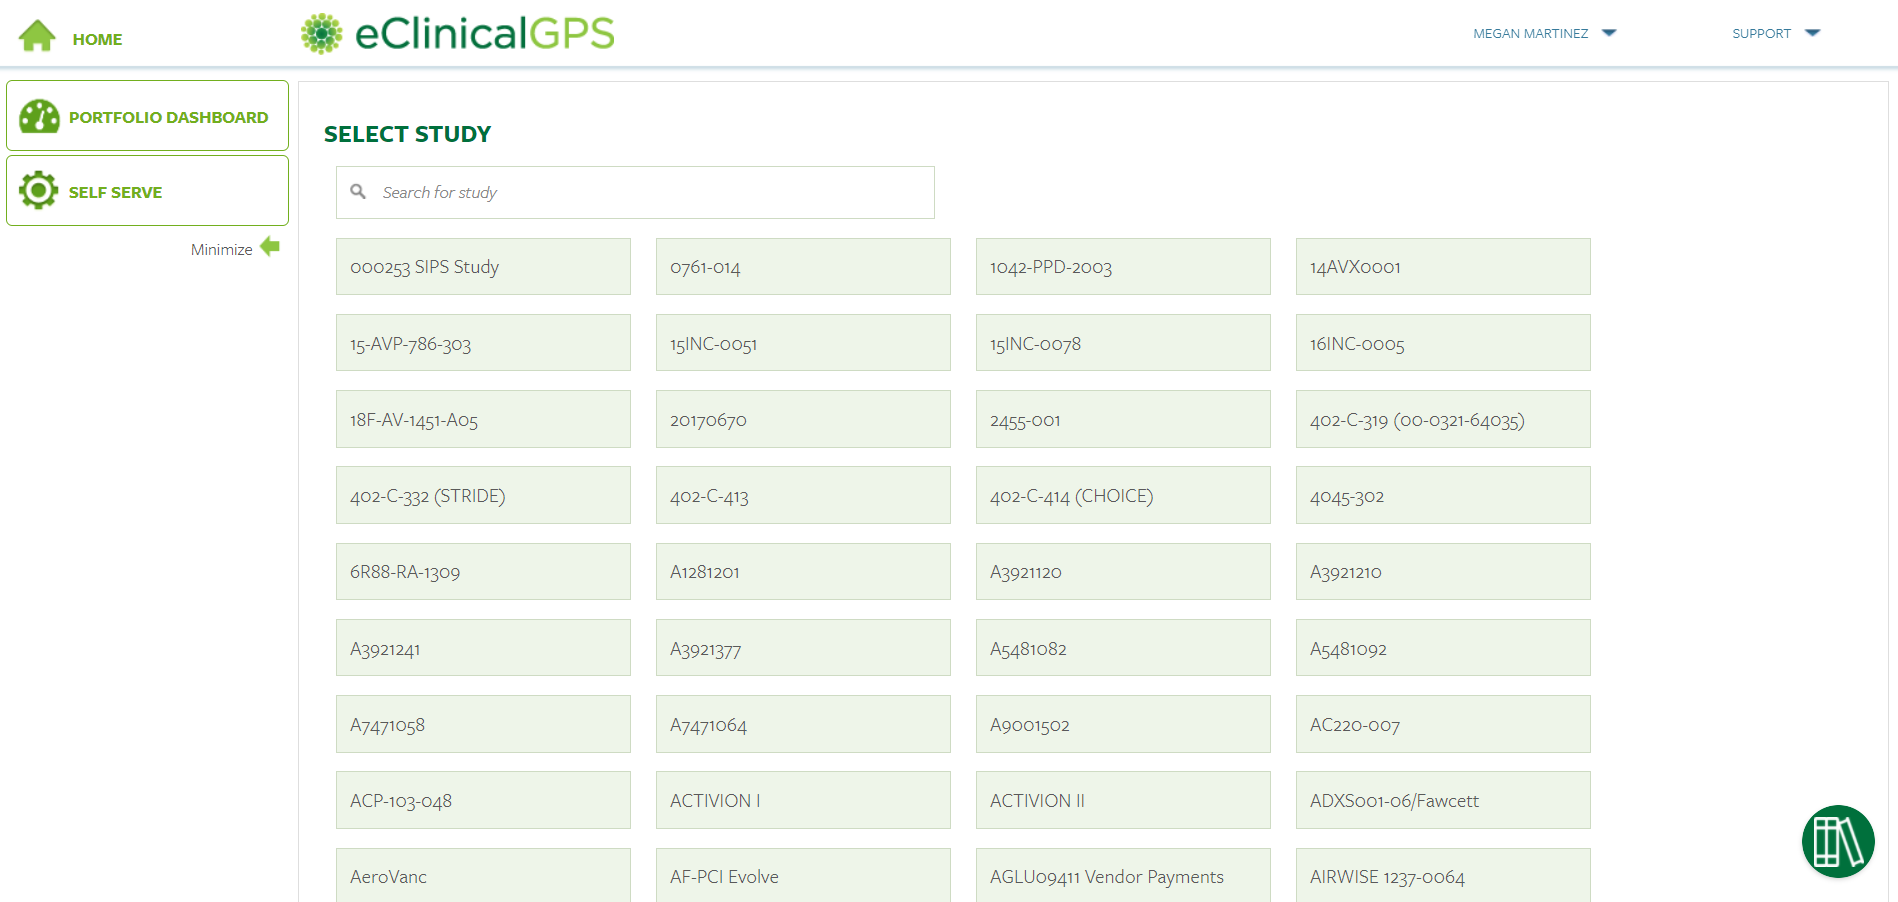 HOME
eClinicalGPS
MEGAN MARTINEZ
SUPPORT
PORTFOLIO DASHBOARD
SELF SERVE
Minimize
SELECT STUDY
Search for study
000253 SIPS Study
0761-014
1042-PPD-2003
14AVX0001
15-AVP-786-303
15INC-0051
15INC-0078
16INC-0005
18F-AV-1451-A05
20170670
2455-001
402-C-319 (00-0321-64035)
402-C-332 (STRIDE)
402-C-413
402-C-414 (CHOICE)
4045-302
6R88-RA-1309
A1281201
A3921120
A3921210
A3921241
A3921377
A5481082
A5481092
A7471058
A7471064
A9001502
AC220-007
ACP-103-048
ACTIVION I
ACTIVION II
ADXS001-06/Fawcett
AeroVanc
AF-PCI Evolve
AGLU09411 Vendor Payments
AIRWISE 1237-0064